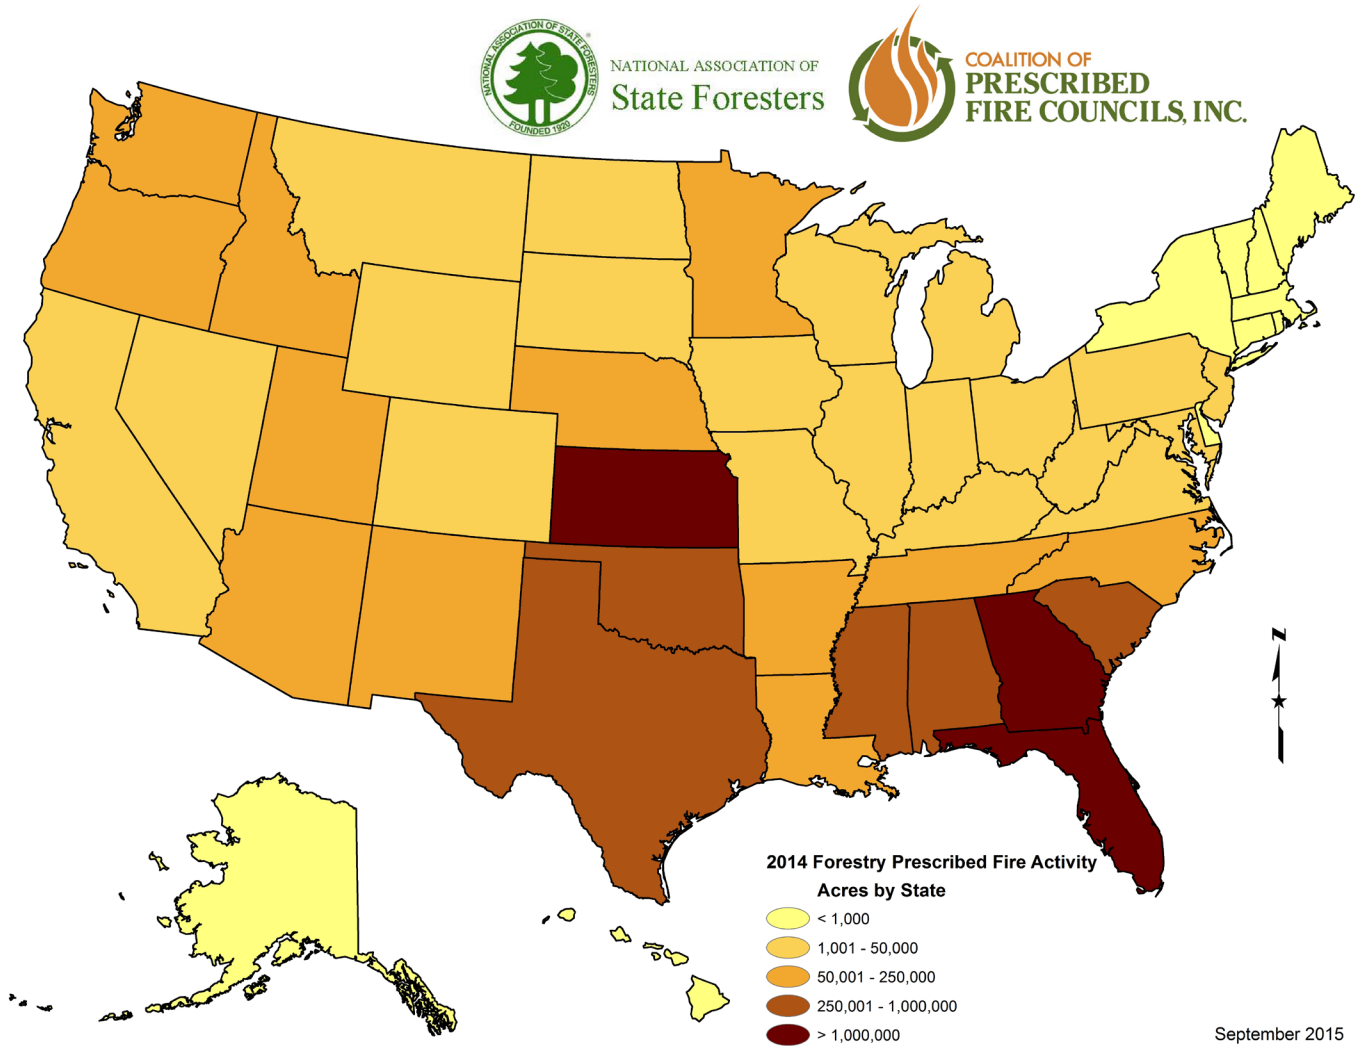 NATIONAL ASSOCIATION OF STATE FORESTERS
FOUNDED 1920
NATIONAL ASSOCIATION OF
State Foresters
COALITION OF
PRESCRIBED
FIRE COUNCILS, INC.
N
2014 Forestry Prescribed Fire Activity
Acres by State
< 1,000
1,001 - 50,000
50,001 - 250,000
250,001 - 1,000,000
> 1,000,000
September 2015